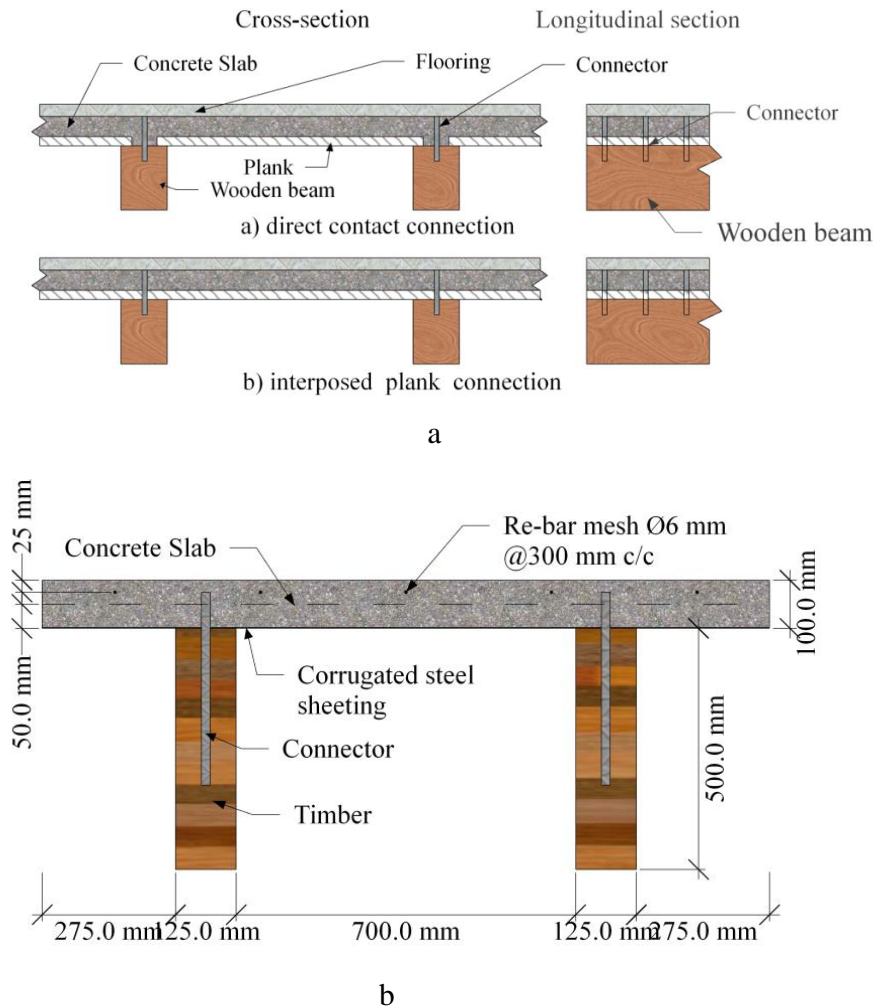 Cross-section
Longitudinal section
Concrete Slab
Flooring
Connector
Connector
Plank
Wooden beam
a) direct contact connection
Wooden beam
b) interposed plank connection
a
25 mm
50.0 mm
Concrete Slab
Re-bar mesh Ø6 mm
@300 mm c/c
100.0 mm
Corrugated steel
sheeting
Connector
Timber
500.0 mm
275.0 mm
125.0 mm
700.0 mm
125.0 mm
275.0 mm
b